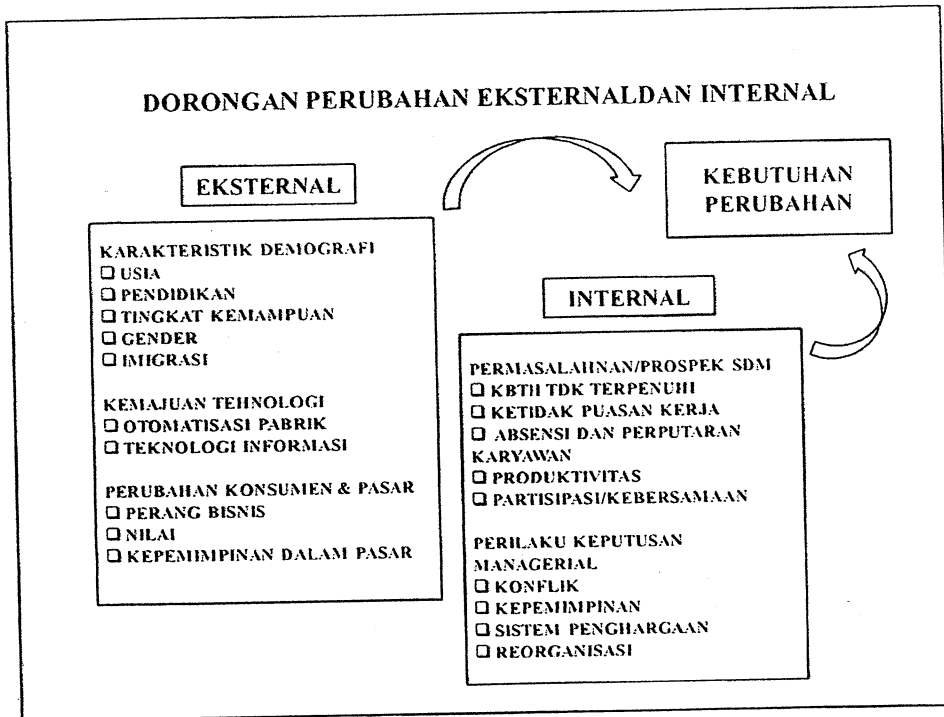 DORONGAN PERUBAHAN EKSTERNALDAN INTERNAL
EKSTERNAL
KARAKTERISTIK DEMOGRAFI
❑ USIA
❑ PENDIDIKAN
❑ TINGKAT KEMAMPUAN
❑ GENDER
❑ IMIGRASI
KEMAJUAN TEHNOLOGI
❑ OTOMATISASI PABRIK
❑ TEKNOLOGI INFORMASI
PERUBAHAN KONSUMEN & PASAR
❑ PERANG BISNIS
❑ NILAI
❑ KEPEMIMPINAN DALAM PASAR
KEBUTUHAN
PERUBAHAN
INTERNAL
PERMASALAHNAN/PROSPEK SDM
❑ KBTH TDK TERPENUHI
❑ KETIDAK PUASAN KERJA
❑ ABSENSI DAN PERPUTARAN
KARYAWAN
❑ PRODUKTIVITAS
❑ PARTISIPASI/KEBERSAMAAN
PERILAKU KEPUTUSAN
MANAGERIAL
❑ KONFLIK
❑ KEPEMIMPINAN
❑ SISTEM PENGHARGAAN
❑ REORGANISASI